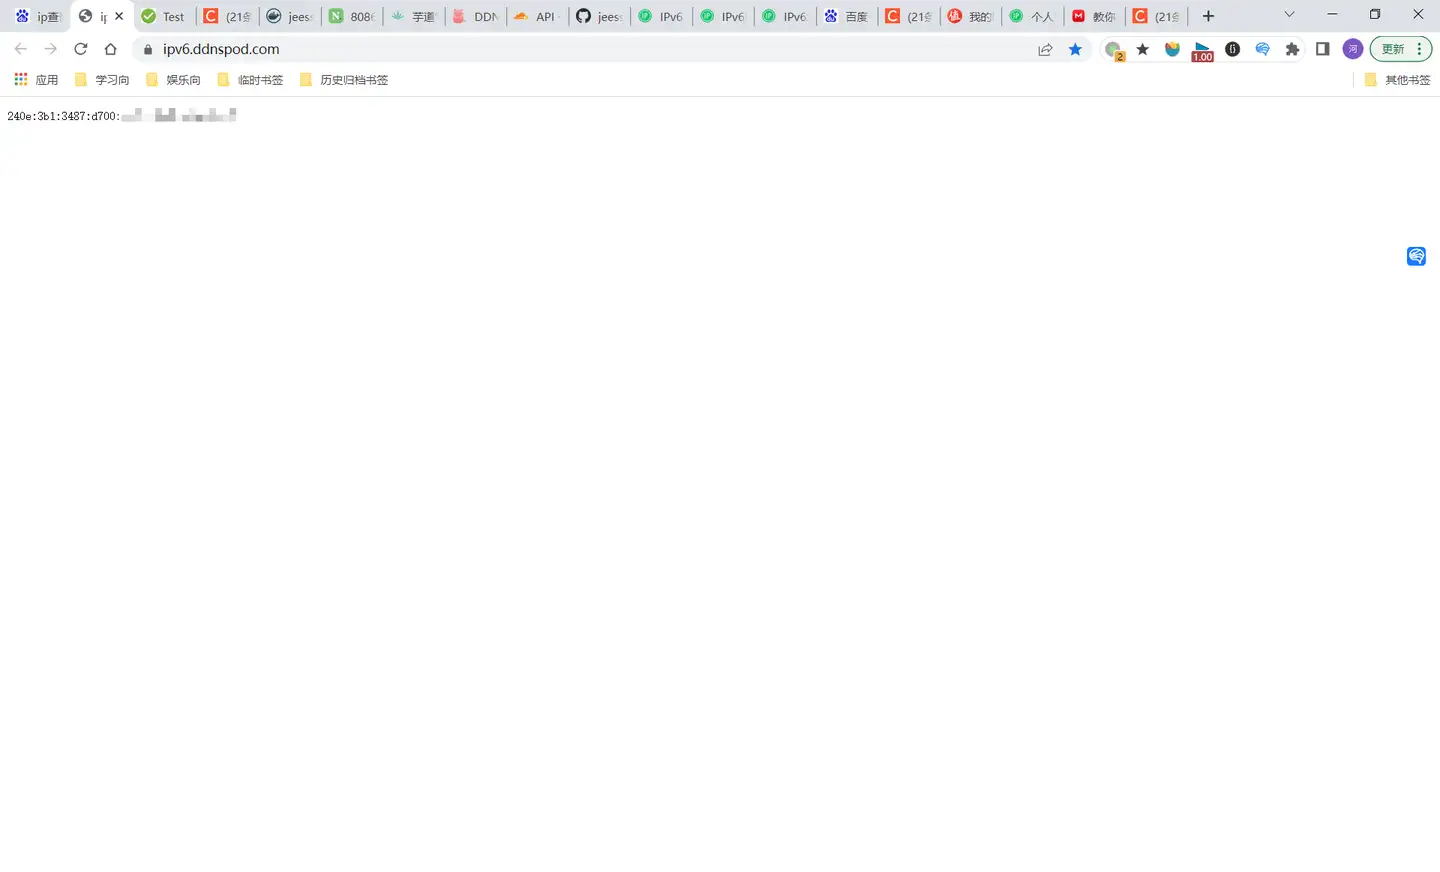 ip查
ip
Test
(21条
jees
8086
芋道
DDN
API
jees
IPv6
IPv6
IPv6
百度
(21条
我的
个人
教你
(21条
ipv6.ddnspod.com
2
1.00
河
更新
应用
学习向
娱乐向
临时书签
历史归档书签
其他书签
240e:3b1:3487:d700: